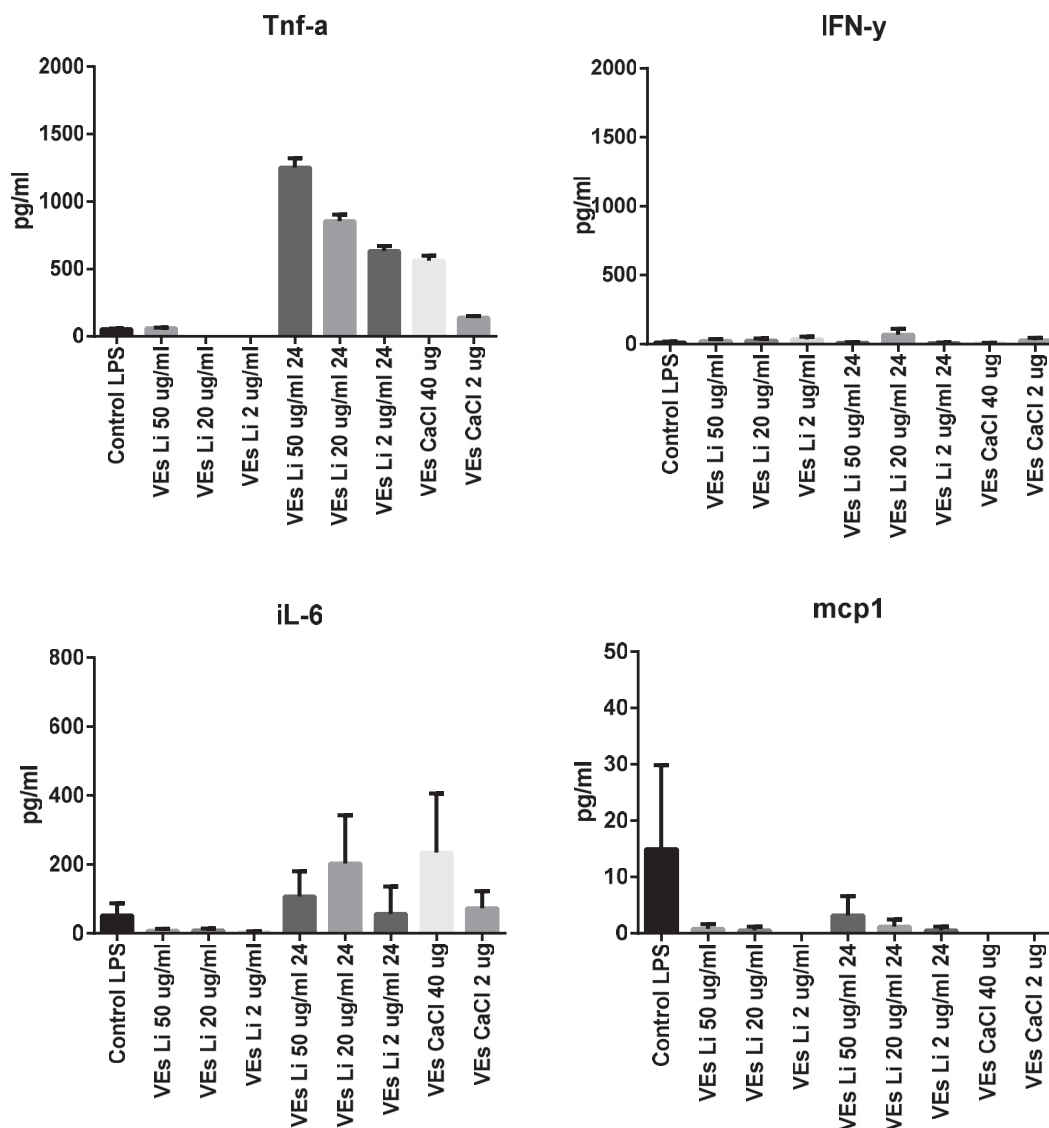 Tnf-a
2000
1500
1000
500
0
pg/ml
Control LPS
VEs Li 50 ug/ml
VEs Li 20 ug/ml
VEs Li 2 ug/ml
VEs Li 50 ug/ml 24
VEs Li 20 ug/ml 24
VEs Li 2 ug/ml 24
VEs CaCl 40 ug
VEs CaCl 2 ug
IFN-y
2000
1500
1000
500
0
pg/ml
Control LPS
VEs Li 50 ug/ml
VEs Li 20 ug/ml
VEs Li 2 ug/ml
VEs Li 50 ug/ml 24
VEs Li 20 ug/ml 24
VEs Li 2 ug/ml 24
VEs CaCl 40 ug
VEs CaCl 2 ug
iL-6
800
600
400
200
0
pg/ml
Control LPS
VEs Li 50 ug/ml
VEs Li 20 ug/ml
VEs Li 2 ug/ml
VEs Li 50 ug/ml 24
VEs Li 20 ug/ml 24
VEs Li 2 ug/ml 24
VEs CaCl 40 ug
VEs CaCl 2 ug
mcp1
50
40
30
20
10
0
pg/ml
Control LPS
VEs Li 50 ug/ml
VEs Li 20 ug/ml
VEs Li 2 ug/ml
VEs Li 50 ug/ml 24
VEs Li 20 ug/ml 24
VEs Li 2 ug/ml 24
VEs CaCl 40 ug
VEs CaCl 2 ug